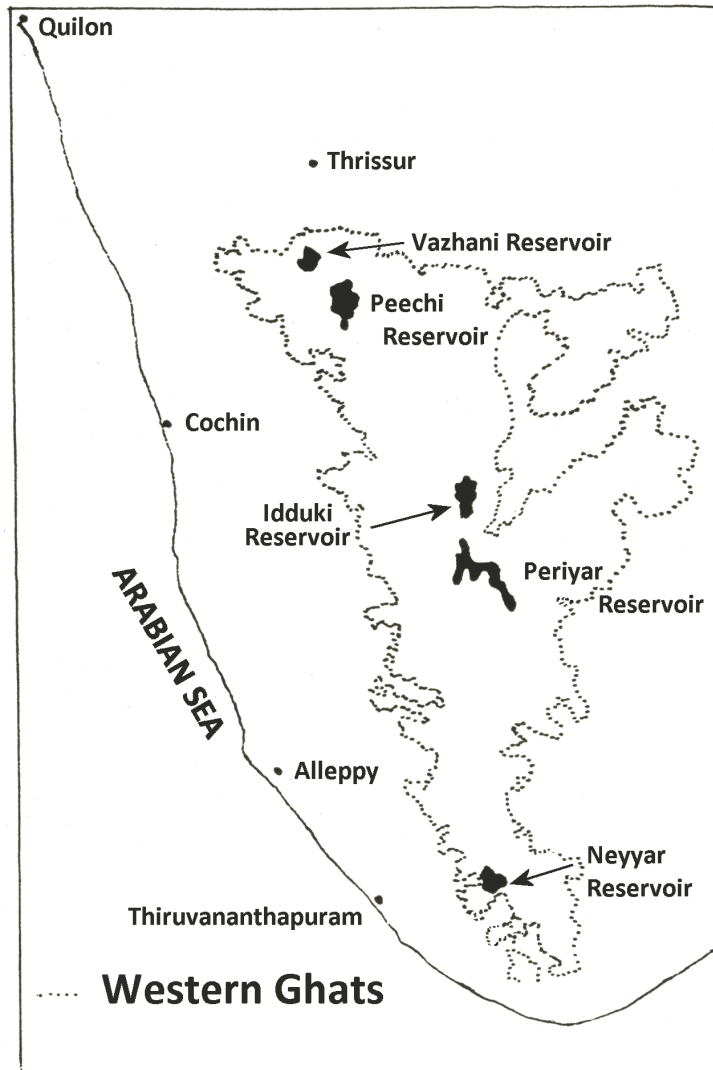 Quilon
Thrissur
Vazhani Reservoir
Peechi
Reservoir
Cochin
Idduki
Reservoir
Periyar
Reservoir
ARABIAN SEA
Alleppy
Neyyar
Reservoir
Thiruvananthapuram
Western Ghats